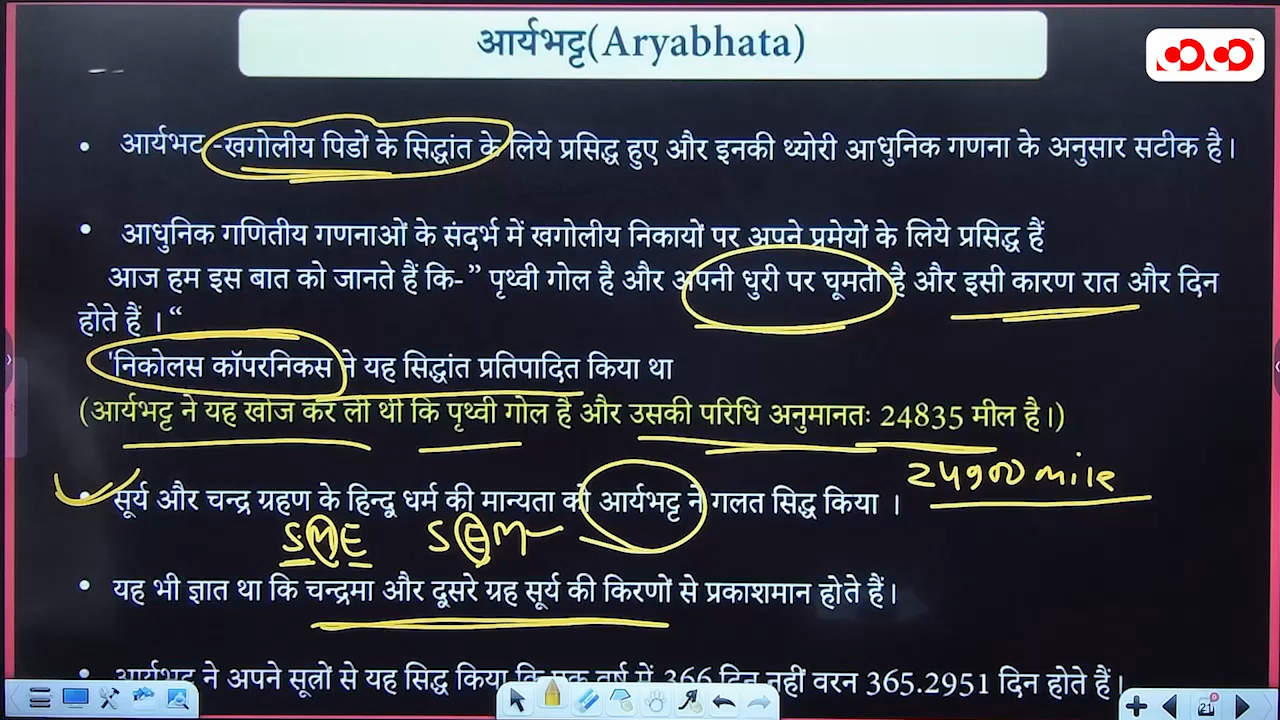 आर्यभट्ट(Aryabhata)
• आर्यभट -खगोलीय पिडों के सिद्धांत के लिये प्रसिद्ध हुए और इनकी थ्योरी आधुनिक गणना के अनुसार सटीक है।
• आधुनिक गणितीय गणनाओं के संदर्भ में खगोलीय निकायों पर अपने प्रमेयों के लिये प्रसिद्ध हैं
आज हम इस बात को जानते हैं कि-” पृथ्वी गोल है और अपनी धुरी पर घूमती है और इसी कारण रात और दिन
होते हैं ।“
'निकोलस कॉपरनिकस ने यह सिद्धांत प्रतिपादित किया था
(आर्यभट्ट ने यह खोज कर ली थी कि पृथ्वी गोल है और उसकी परिधि अनुमानतः 24835 मील है।)
24900 mile
• सूर्य और चन्द्र ग्रहण के हिन्दू धर्म की मान्यता को आर्यभट्ट ने गलत सिद्ध किया ।
SME SEM
• यह भी ज्ञात था कि चन्द्रमा और दूसरे ग्रह सूर्य की किरणों से प्रकाशमान होते हैं।
• आर्यभट ने अपने सूत्रों से यह सिद्ध किया कि एक वर्ष में 366 दिन नहीं वरन 365.2951 दिन होते हैं।
21